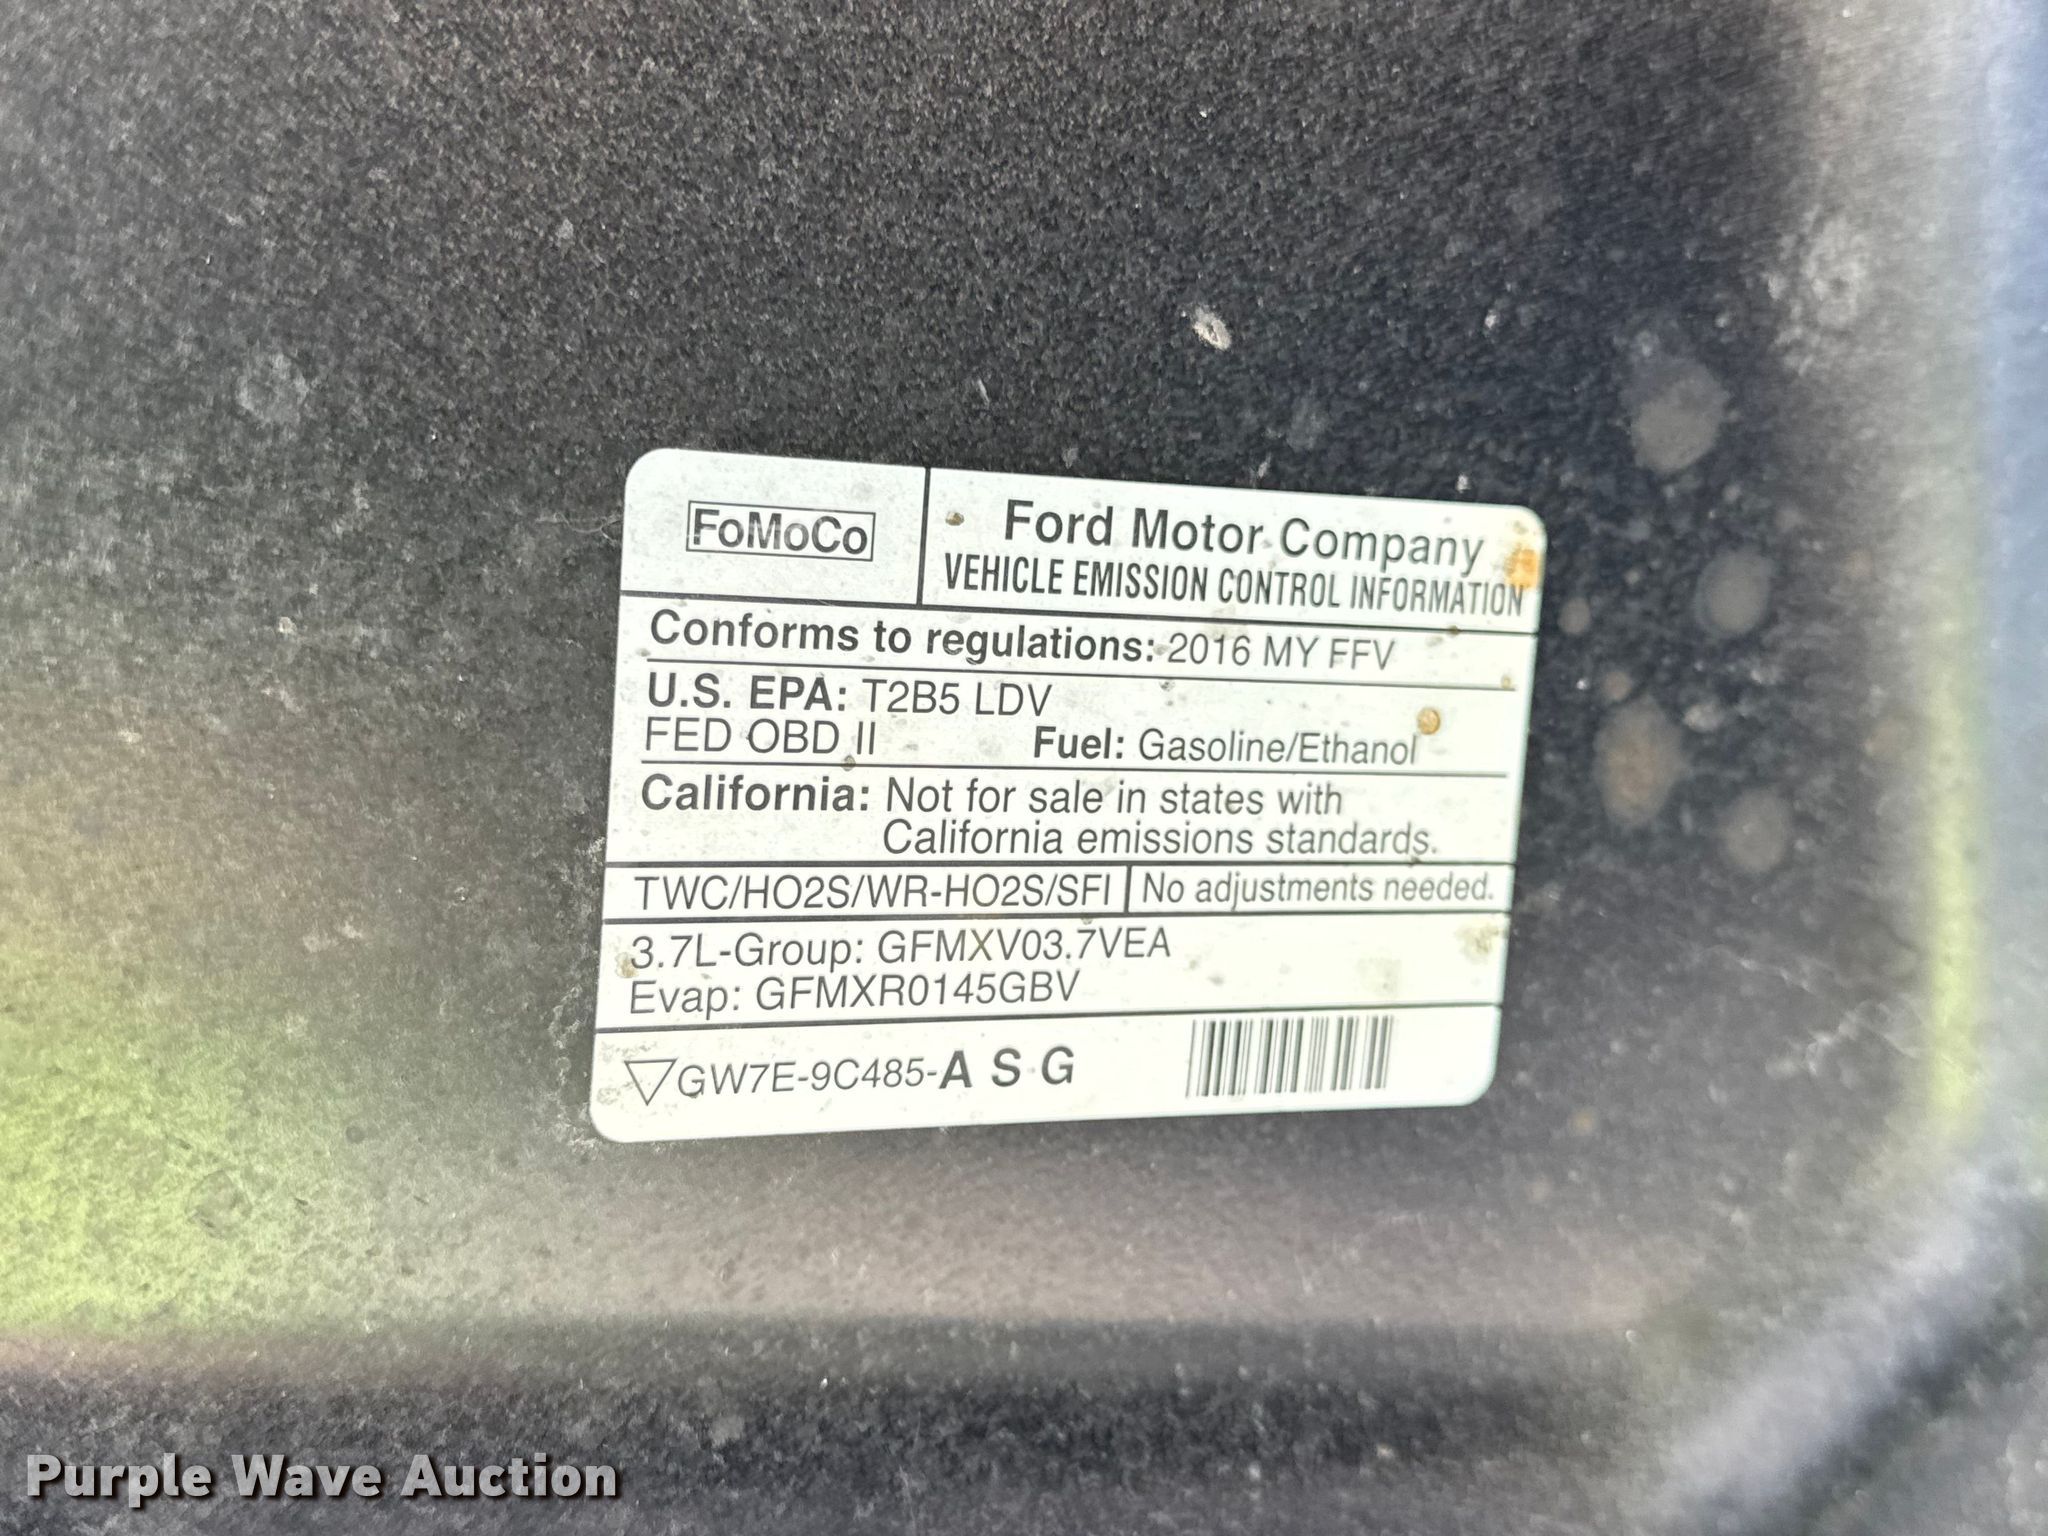 FoMoCo
Ford Motor Company
VEHICLE EMISSION CONTROL INFORMATION
Conforms to regulations: 2016 MY FFV
U.S. EPA: T2B5 LDV
FED OBD II Fuel: Gasoline/Ethanol
California: Not for sale in states with
California emissions standards.
TWC/HO2S/WR-HO2S/SFI No adjustments needed.
3.7L-Group: GFMXV03.7VEA
Evap: GFMXR0145GBV
GW7E-9C485-A S G
Purple Wave Auction